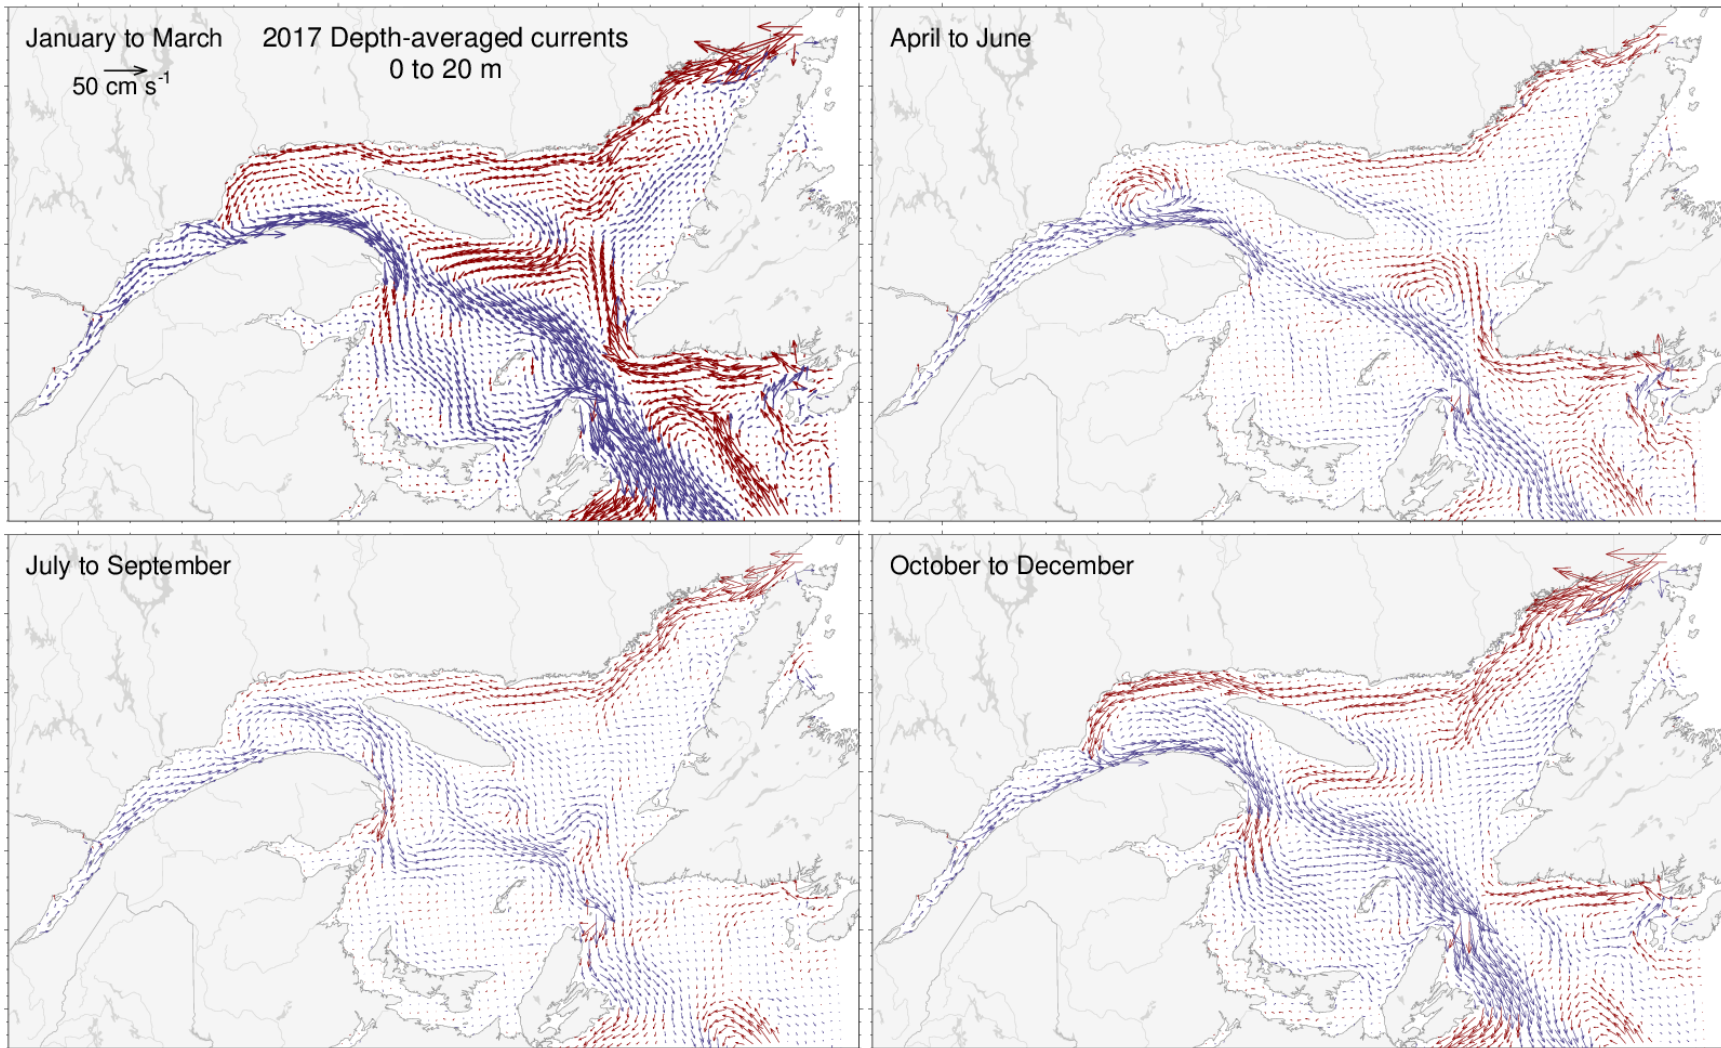 January to March
2017 Depth-averaged currents
0 to 20 m
50 cm s⁻¹
April to June
July to September
October to December